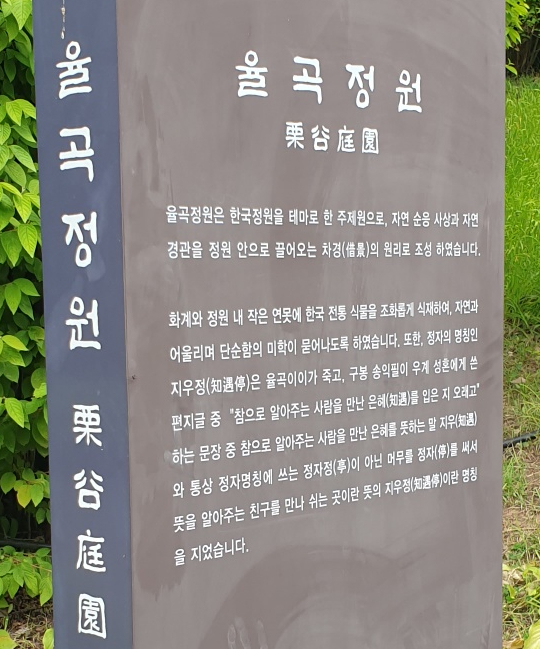 율곡정원 栗谷庭園
율곡정원
栗谷庭園
율곡정원은 한국정원을 테마로 한 주제원으로, 자연 순응 사상과 자연
경관을 정원 안으로 끌어오는 차경(借景)의 원리로 조성 하였습니다.
화계와 정원 내 작은 연못에 한국 전통 식물을 조화롭게 식재하여, 자연과
어울리며 단순함의 미학이 묻어나도록 하였습니다. 또한, 정자의 명칭인
지우정(知遇停)은 율곡이이가 죽고, 구봉 송익필이 우계 성혼에게 쓴
편지글 중 "참으로 알아주는 사람을 만난 은혜(知遇)를 입은 지 오래고"
하는 문장 중 참으로 알아주는 사람을 만난 은혜를 뜻하는 말 지우(知遇)
와 통상 정자명칭에 쓰는 정자정(亭)이 아닌 머무를 정자(停)를 써서
뜻을 알아주는 친구를 만나 쉬는 곳이란 뜻의 지우정(知遇停)이란 명칭
을 지었습니다.